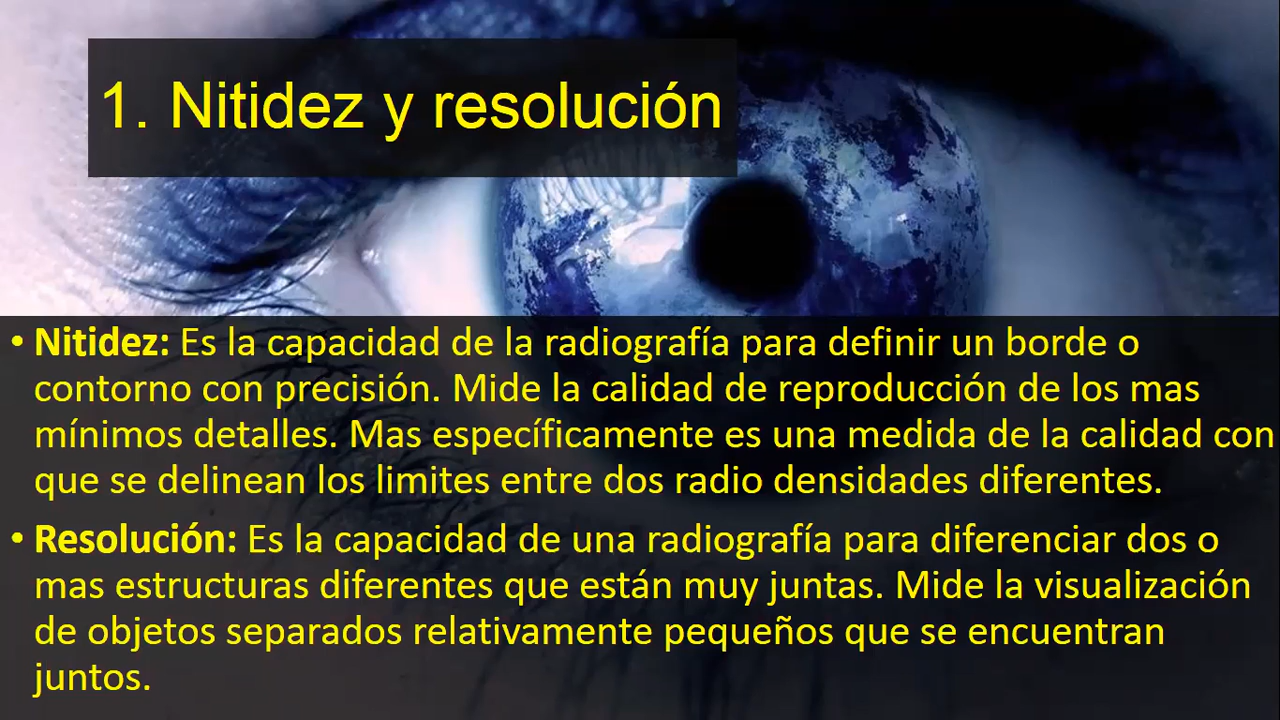 1. Nitidez y resolución
• Nitidez: Es la capacidad de la radiografía para definir un borde o
contorno con precisión. Mide la calidad de reproducción de los mas
mínimos detalles. Mas específicamente es una medida de la calidad con
que se delinean los limites entre dos radio densidades diferentes.
• Resolución: Es la capacidad de una radiografía para diferenciar dos o
mas estructuras diferentes que están muy juntas. Mide la visualización
de objetos separados relativamente pequeños que se encuentran
juntos.